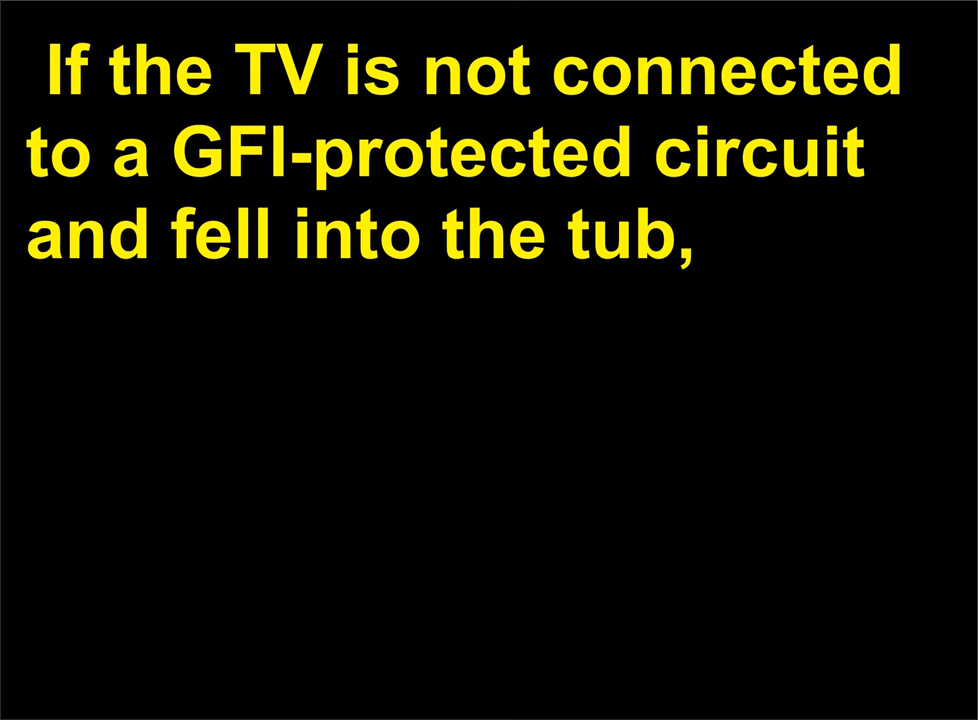 If the TV is not connected
to a GFI-protected circuit
and fell into the tub,